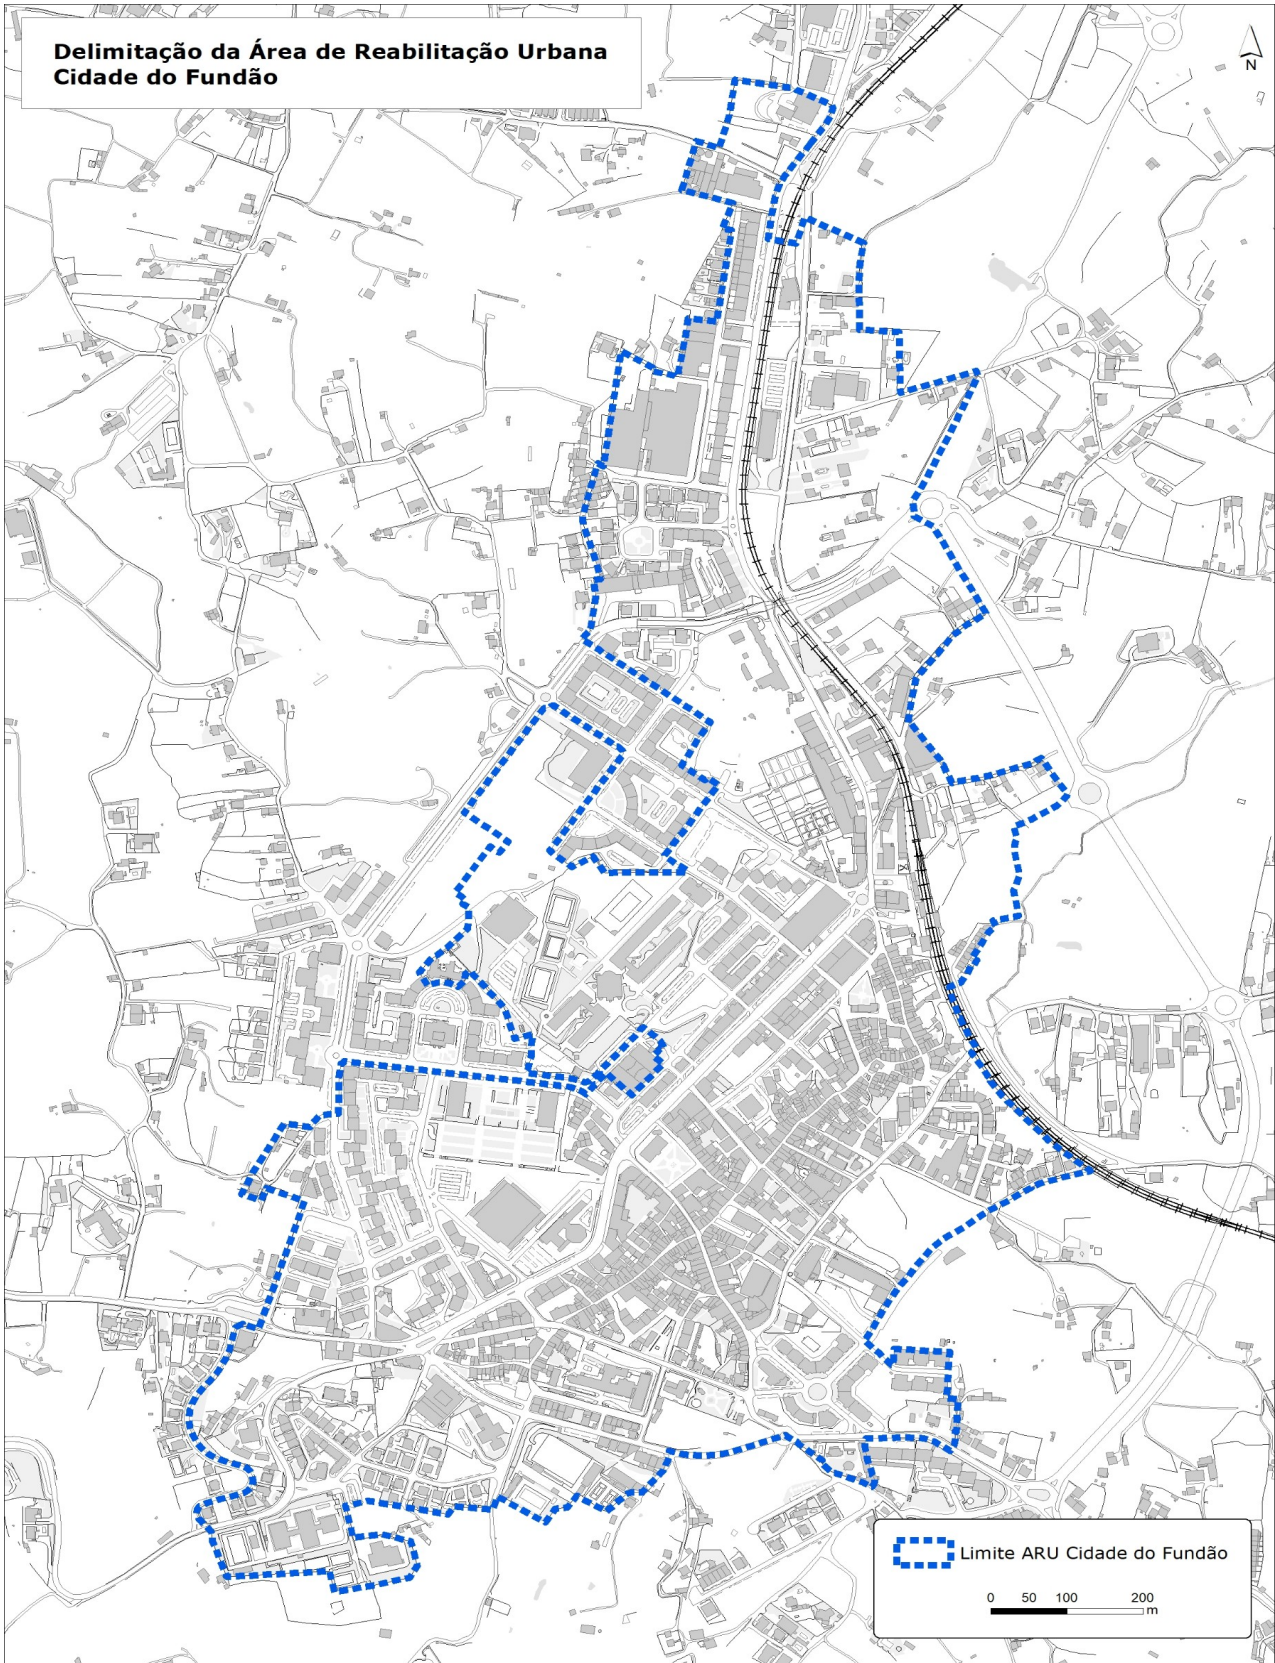 Delimitação da Área de Reabilitação Urbana
Cidade do Fundão
N
Limite ARU Cidade do Fundão
0 50 100 200
m